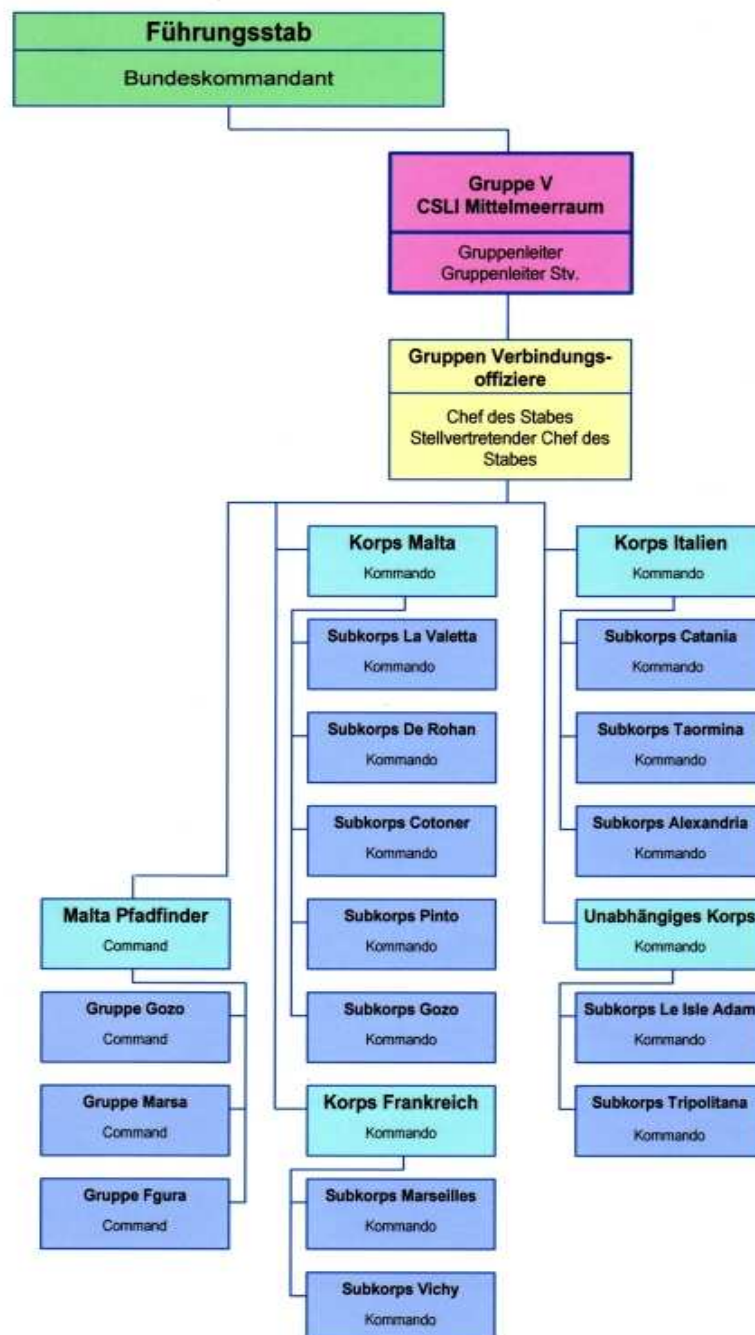 Führungsstab
Bundeskommandant
Gruppe V
CSLI Mittelmeerraum
Gruppenleiter
Gruppenleiter Stv.
Gruppen Verbindungs-
offiziere
Chef des Stabes
Stellvertretender Chef des
Stabes
Korps Malta
Kommando
Subkorps La Valetta
Kommando
Subkorps De Rohan
Kommando
Subkorps Cotoner
Kommando
Subkorps Pinto
Kommando
Subkorps Gozo
Kommando
Korps Italien
Kommando
Subkorps Catania
Kommando
Subkorps Taormina
Kommando
Subkorps Alexandria
Kommando
Malta Pfadfinder
Command
Gruppe Gozo
Command
Gruppe Marsa
Command
Gruppe Fgura
Command
Korps Frankreich
Kommando
Subkorps Marseilles
Kommando
Subkorps Vichy
Kommando
Unabhängiges Korps
Kommando
Subkorps Le Isle Adam
Kommando
Subkorps Tripolitana
Kommando